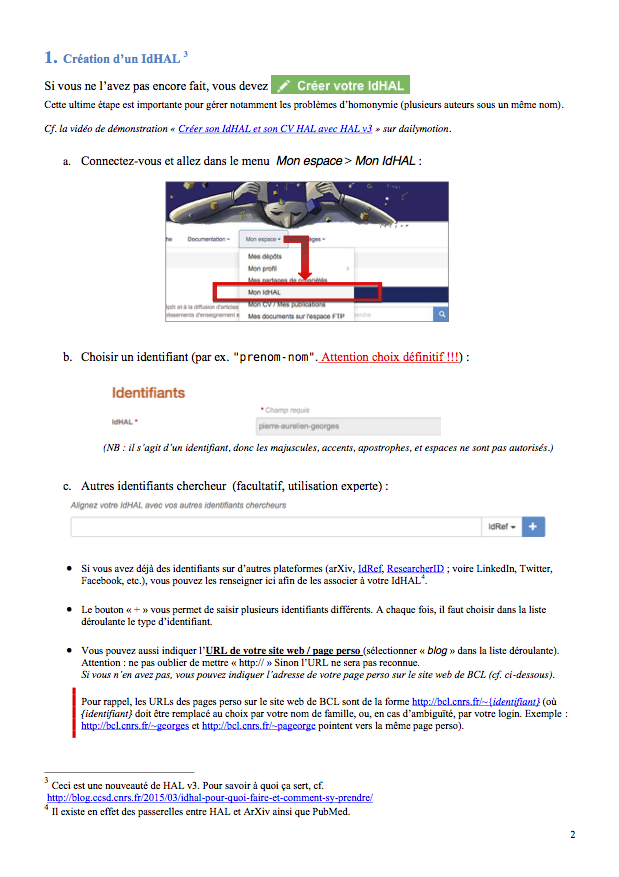 1. Création d'un IdHAL 3
Si vous ne l'avez pas encore fait, vous devez Créer votre IdHAL
Cette ultime étape est importante pour gérer notamment les problèmes d'homonymie (plusieurs auteurs sous un même nom).
Cf. la vidéo de démonstration « Créer son IdHAL et son CV HAL avec HAL v3 » sur dailymotion.
a. Connectez-vous et allez dans le menu Mon espace > Mon IdHAL :
Documentation Mon espace
Mes dépôts
Mon profil
Mon IdHAL
Mon CV / Mes publications
Mes documents sur l'espace FTP
b. Choisir un identifiant (par ex. "prenom-nom". Attention choix définitif !!!) :
Identifiants
* Champ requis
IdHAL *
pierre-aurelien-georges
(NB : il s'agit d'un identifiant, donc les majuscules, accents, apostrophes, et espaces ne sont pas autorisés.)
c. Autres identifiants chercheur (facultatif, utilisation experte) :
Alignez votre IdHAL avec vos autres identifiants chercheurs
IdRef +
• Si vous avez déjà des identifiants sur d'autres plateformes (arXiv, IdRef, ResearcherID ; voire LinkedIn, Twitter,
Facebook, etc.), vous pouvez les renseigner ici afin de les associer à votre IdHAL4.
• Le bouton « + » vous permet de saisir plusieurs identifiants différents. A chaque fois, il faut choisir dans la liste
déroulante le type d'identifiant.
• Vous pouvez aussi indiquer l'URL de votre site web / page perso (sélectionner « blog » dans la liste déroulante).
Attention : ne pas oublier de mettre « http:// » Sinon l'URL ne sera pas reconnue.
Si vous n'en avez pas, vous pouvez indiquer l'adresse de votre page perso sur le site web de BCL (cf. ci-dessous).
Pour rappel, les URLs des pages perso sur le site web de BCL sont de la forme http://bcl.cnrs.fr/~{identifiant} (où
{identifiant} doit être remplacé au choix par votre nom de famille, ou, en cas d'ambiguïté, par votre login. Exemple :
http://bcl.cnrs.fr/~georges et http://bcl.cnrs.fr/~pageorge pointent vers la même page perso).
3 Ceci est une nouveauté de HAL v3. Pour savoir à quoi ça sert, cf.
http://blog.ccsd.cnrs.fr/2015/03/idhal-pour-quoi-faire-et-comment-sy-prendre/
4 Il existe en effet des passerelles entre HAL et ArXiv ainsi que PubMed.
2